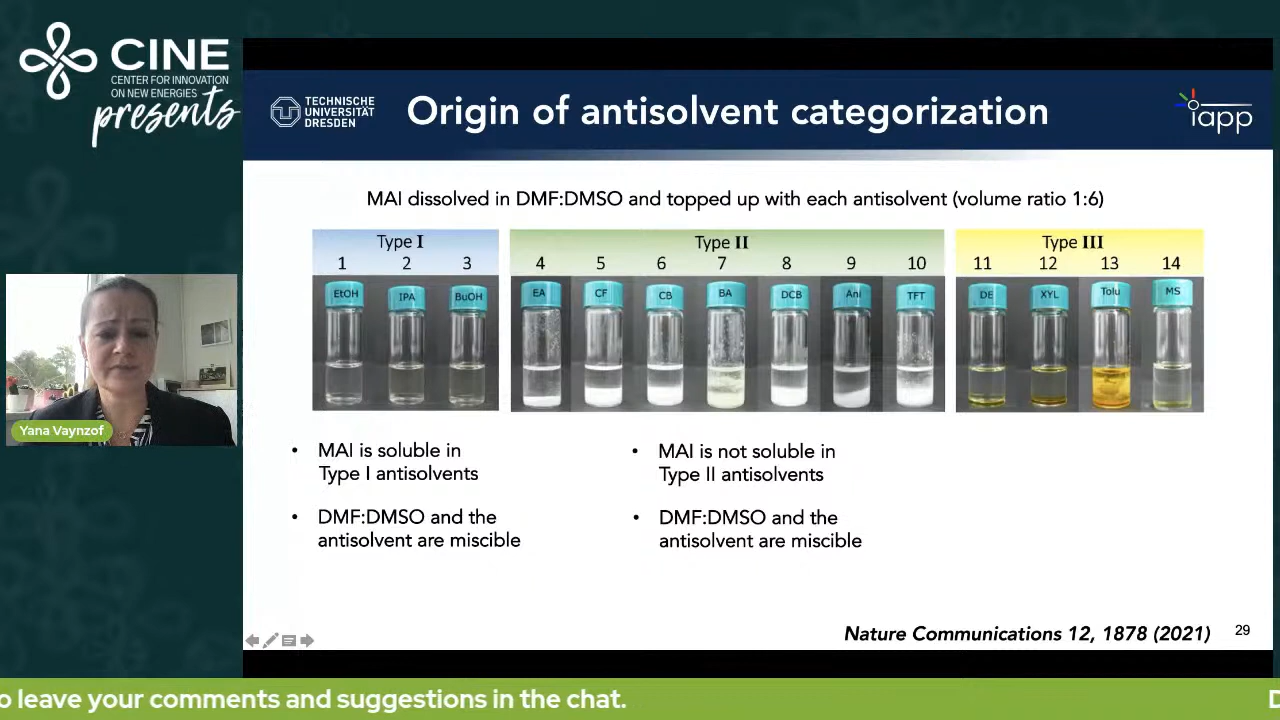 CINE
CENTER FOR INNOVATION
ON NEW ENERGIES
presents
TECHNISCHE
UNIVERSITÄT
DRESDEN
Origin of antisolvent categorization
iapp
MAI dissolved in DMF:DMSO and topped up with each antisolvent (volume ratio 1:6)
Type I
1 2 3
EtOH IPA BuOH
Type II
4 5 6 7 8 9 10
EA CF CB BA DCB Ani TFT
Type III
11 12 13 14
DE XYL Tolu MS
Yana Vaynzof
• MAI is soluble in
Type I antisolvents
• DMF:DMSO and the
antisolvent are miscible
• MAI is not soluble in
Type II antisolvents
• DMF:DMSO and the
antisolvent are miscible
Nature Communications 12, 1878 (2021)
29
o leave your comments and suggestions in the chat.
D